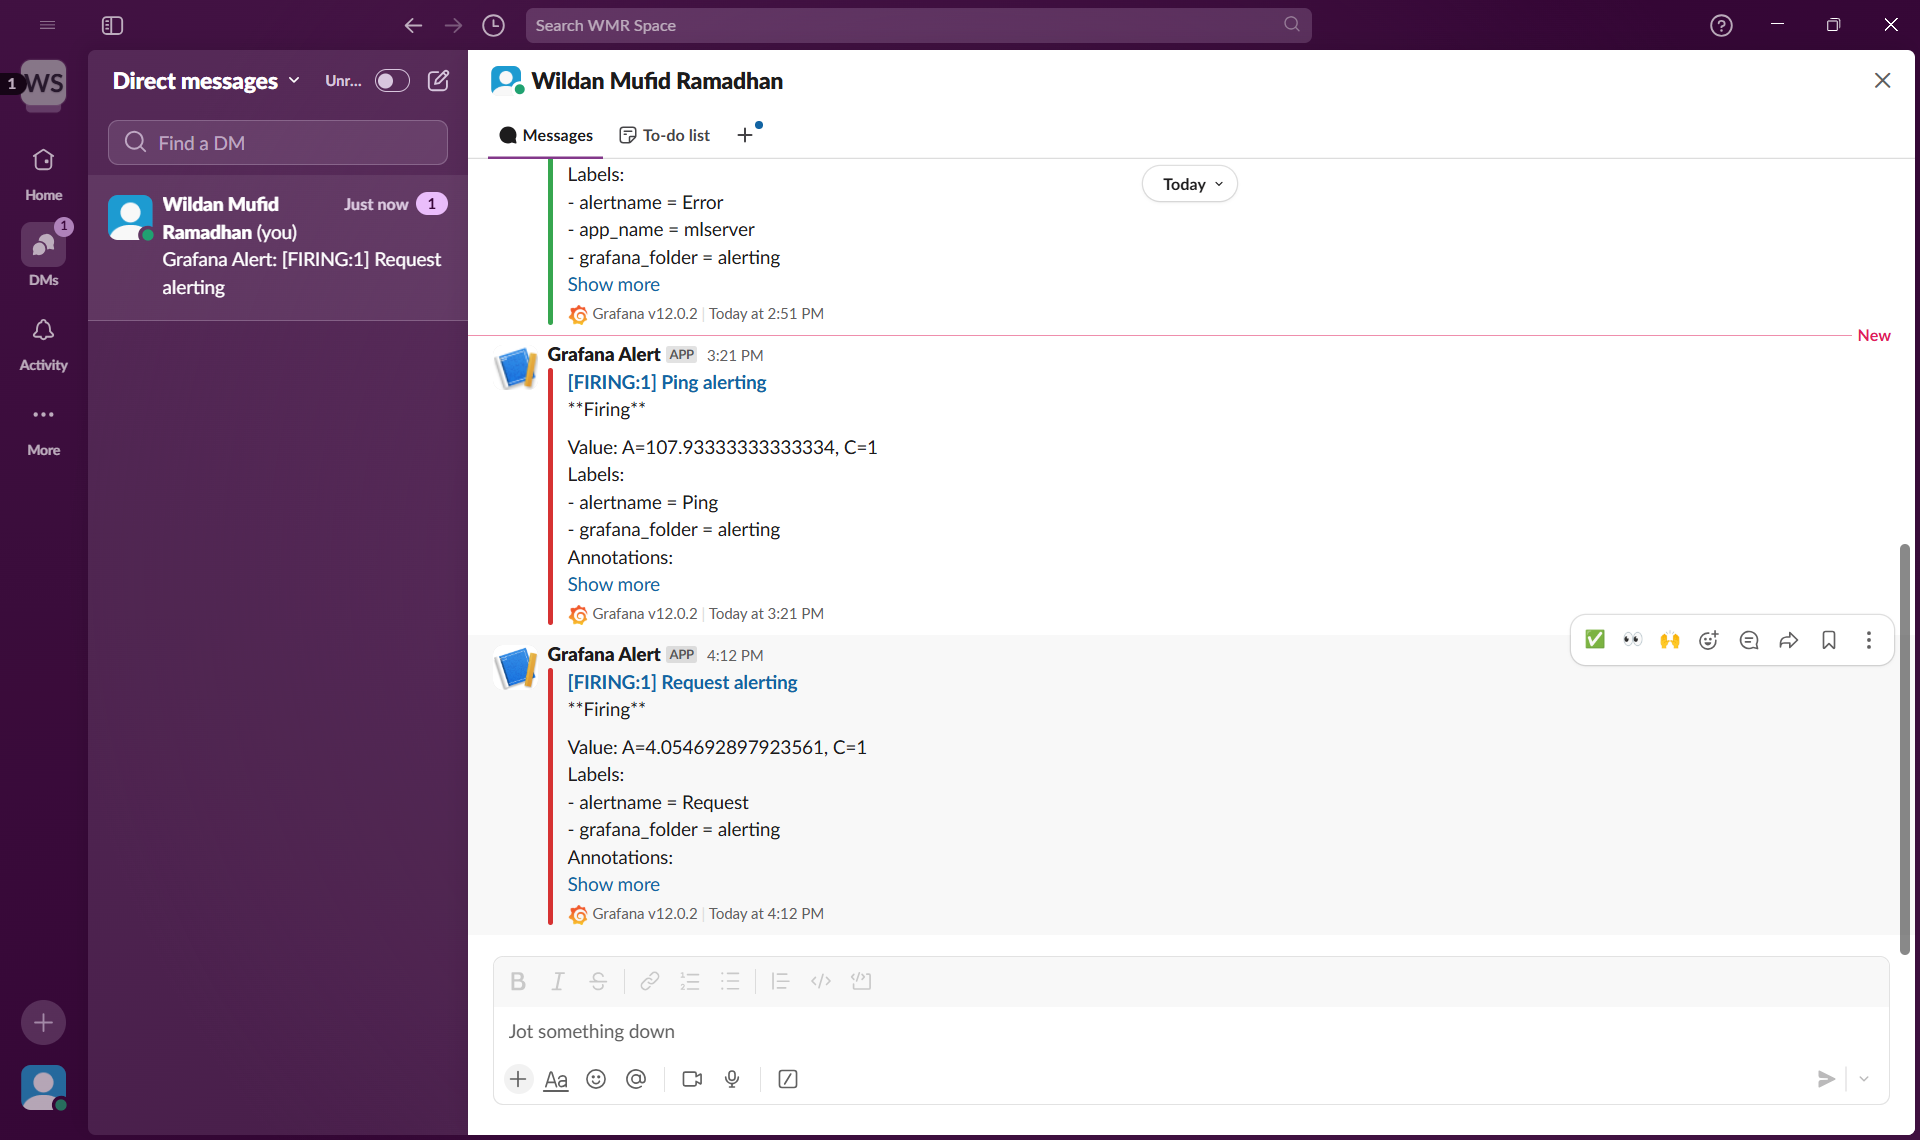 Search WMR Space
1
WS
Direct messages
Unr...
Find a DM
Home
1
DMs
Activity
More
Wildan Mufid
Ramadhan (you)
Just now
1
Grafana Alert: [FIRING:1] Request
alerting
Wildan Mufid Ramadhan
Messages
To-do list
Today
Labels:
- alertname = Error
- app_name = mlserver
- grafana_folder = alerting
Show more
Grafana v12.0.2 | Today at 2:51 PM
New
Grafana Alert APP 3:21 PM
[FIRING:1] Ping alerting
**Firing**
Value: A=107.93333333333334, C=1
Labels:
- alertname = Ping
- grafana_folder = alerting
Annotations:
Show more
Grafana v12.0.2 | Today at 3:21 PM
Grafana Alert APP 4:12 PM
[FIRING:1] Request alerting
**Firing**
Value: A=4.054692897923561, C=1
Labels:
- alertname = Request
- grafana_folder = alerting
Annotations:
Show more
Grafana v12.0.2 | Today at 4:12 PM
Jot something down
Aa